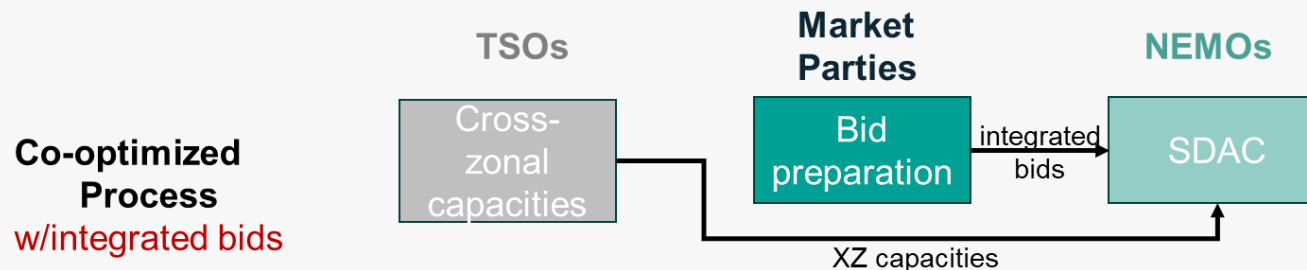 TSOs
Market
Parties
NEMOs
Co-optimized
Process
w/integrated bids
Cross-
zonal
capacities
Bid
preparation
integrated
bids
SDAC
XZ capacities